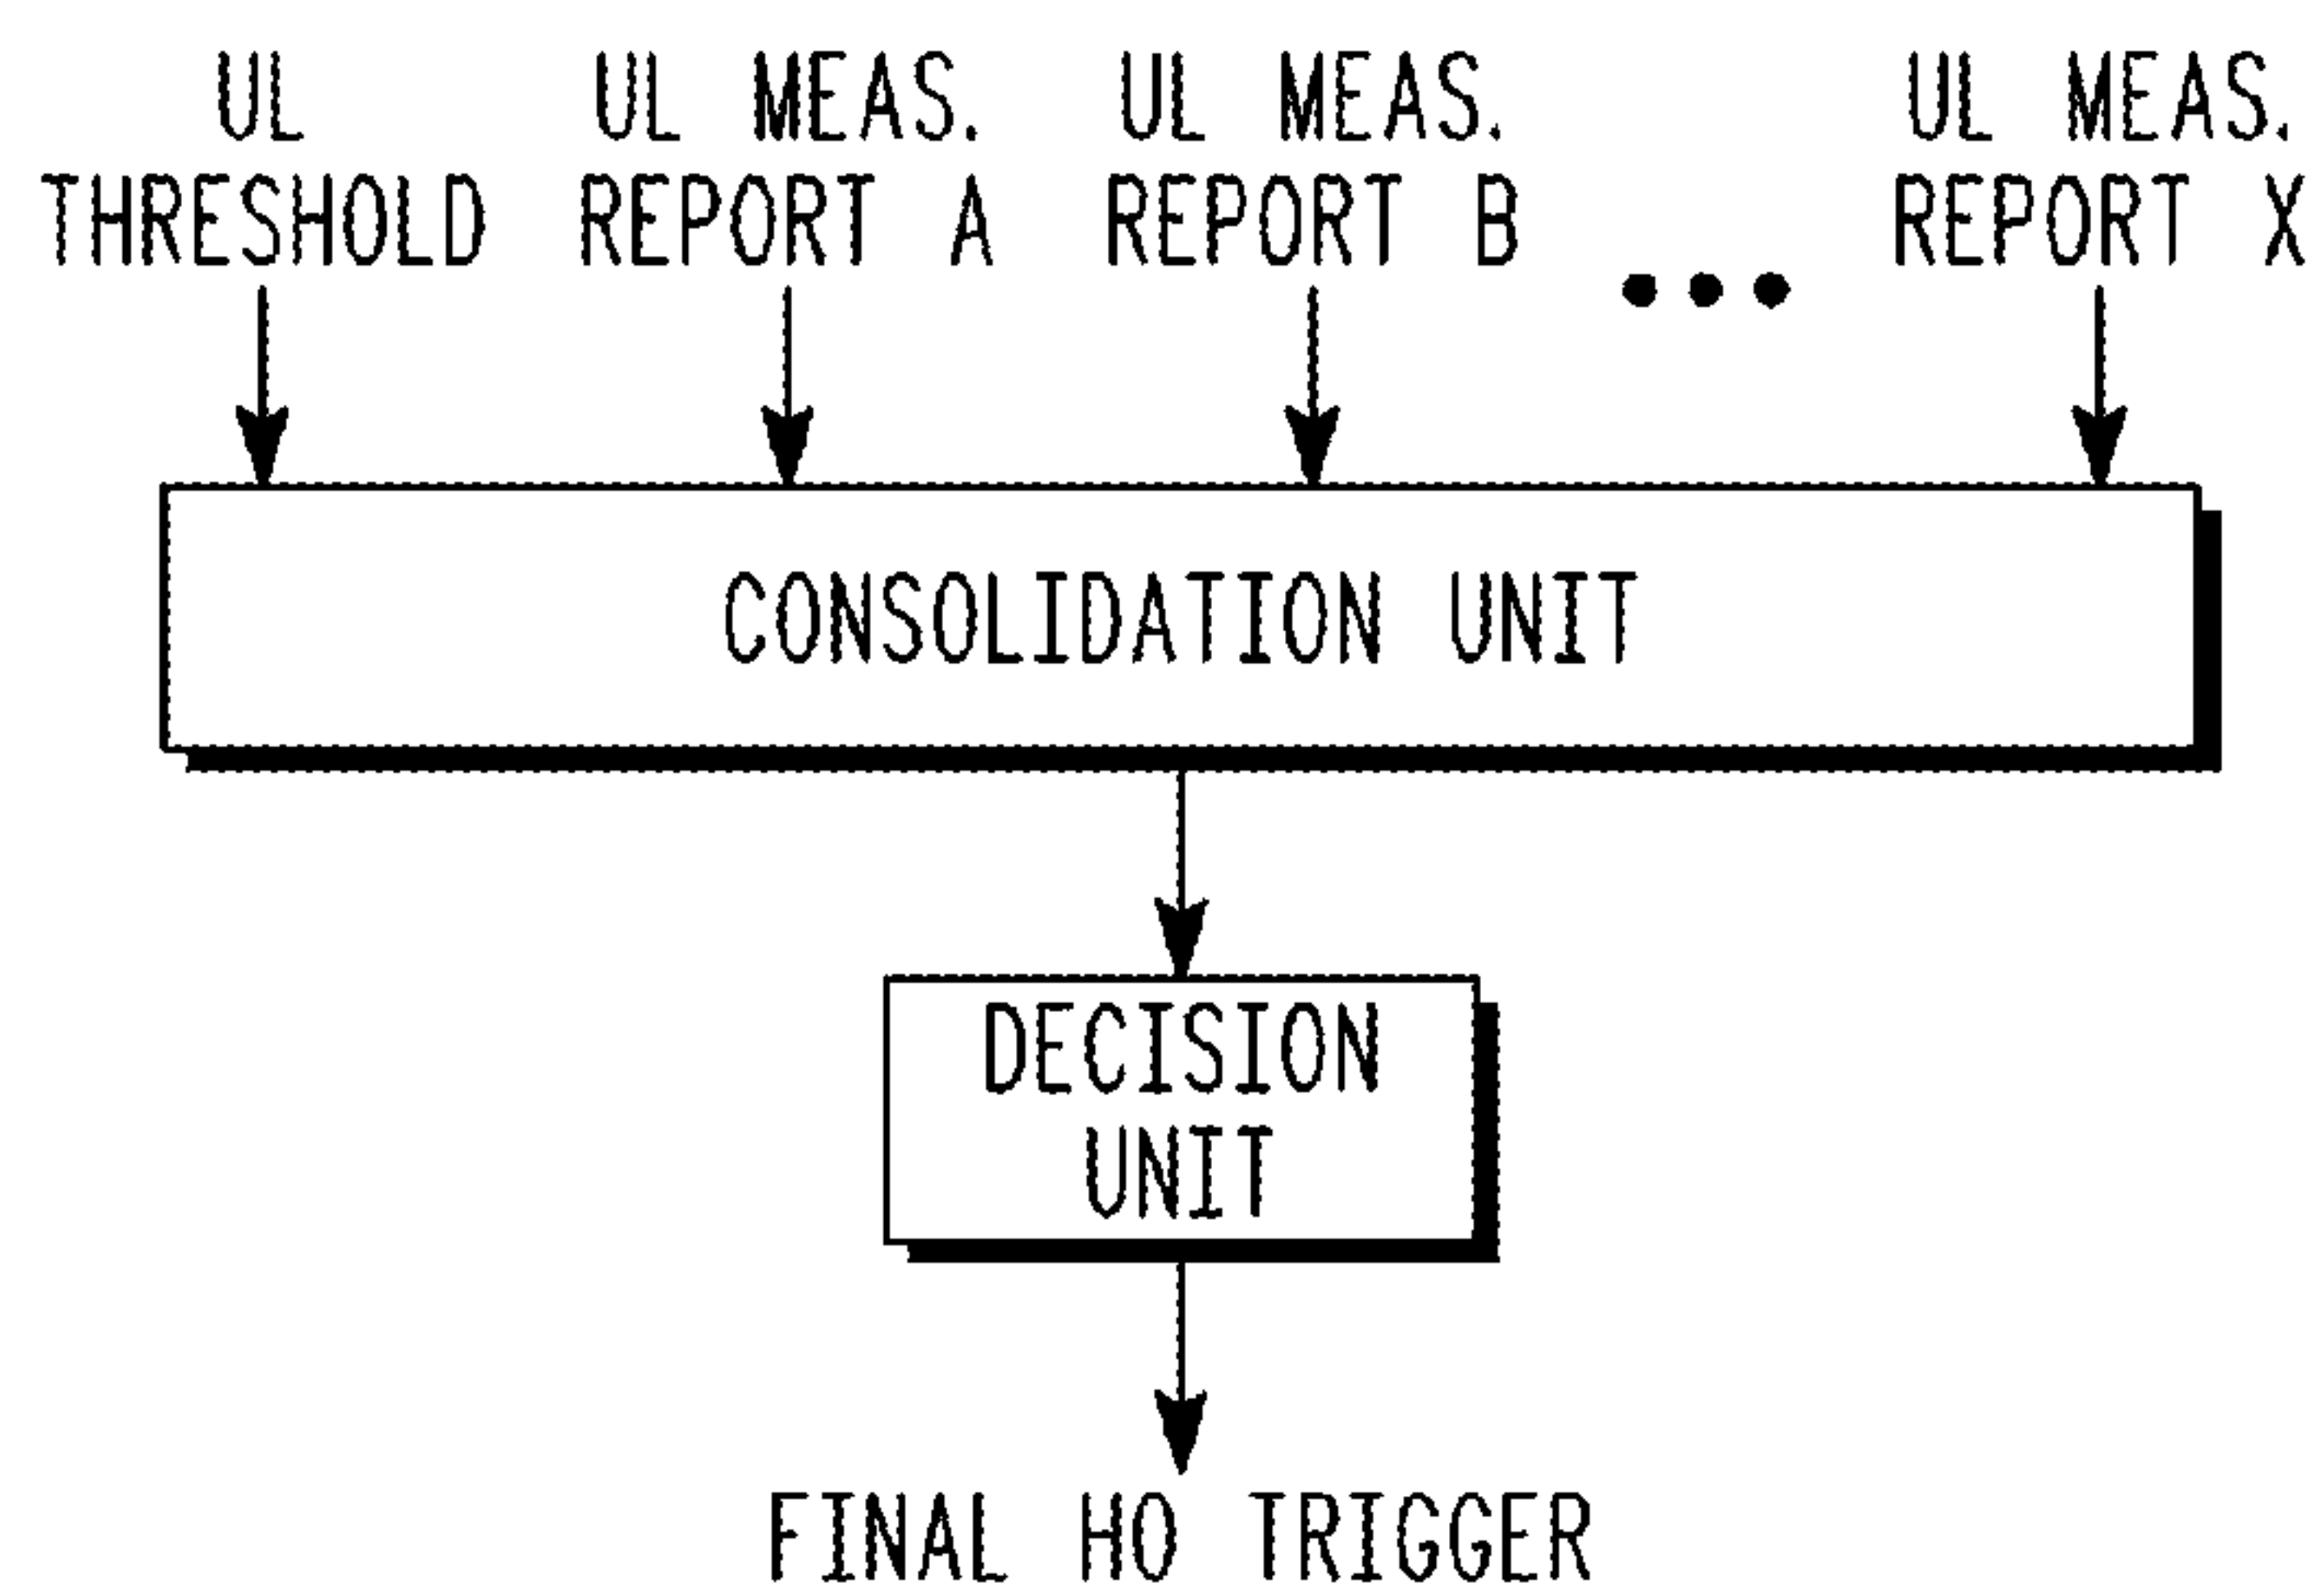 UL THRESHOLD
UL MEAS. REPORT A
UL MEAS. REPORT B
UL MEAS. REPORT X
CONSOLIDATION UNIT
DECISION
UNIT
FINAL HO TRIGGER